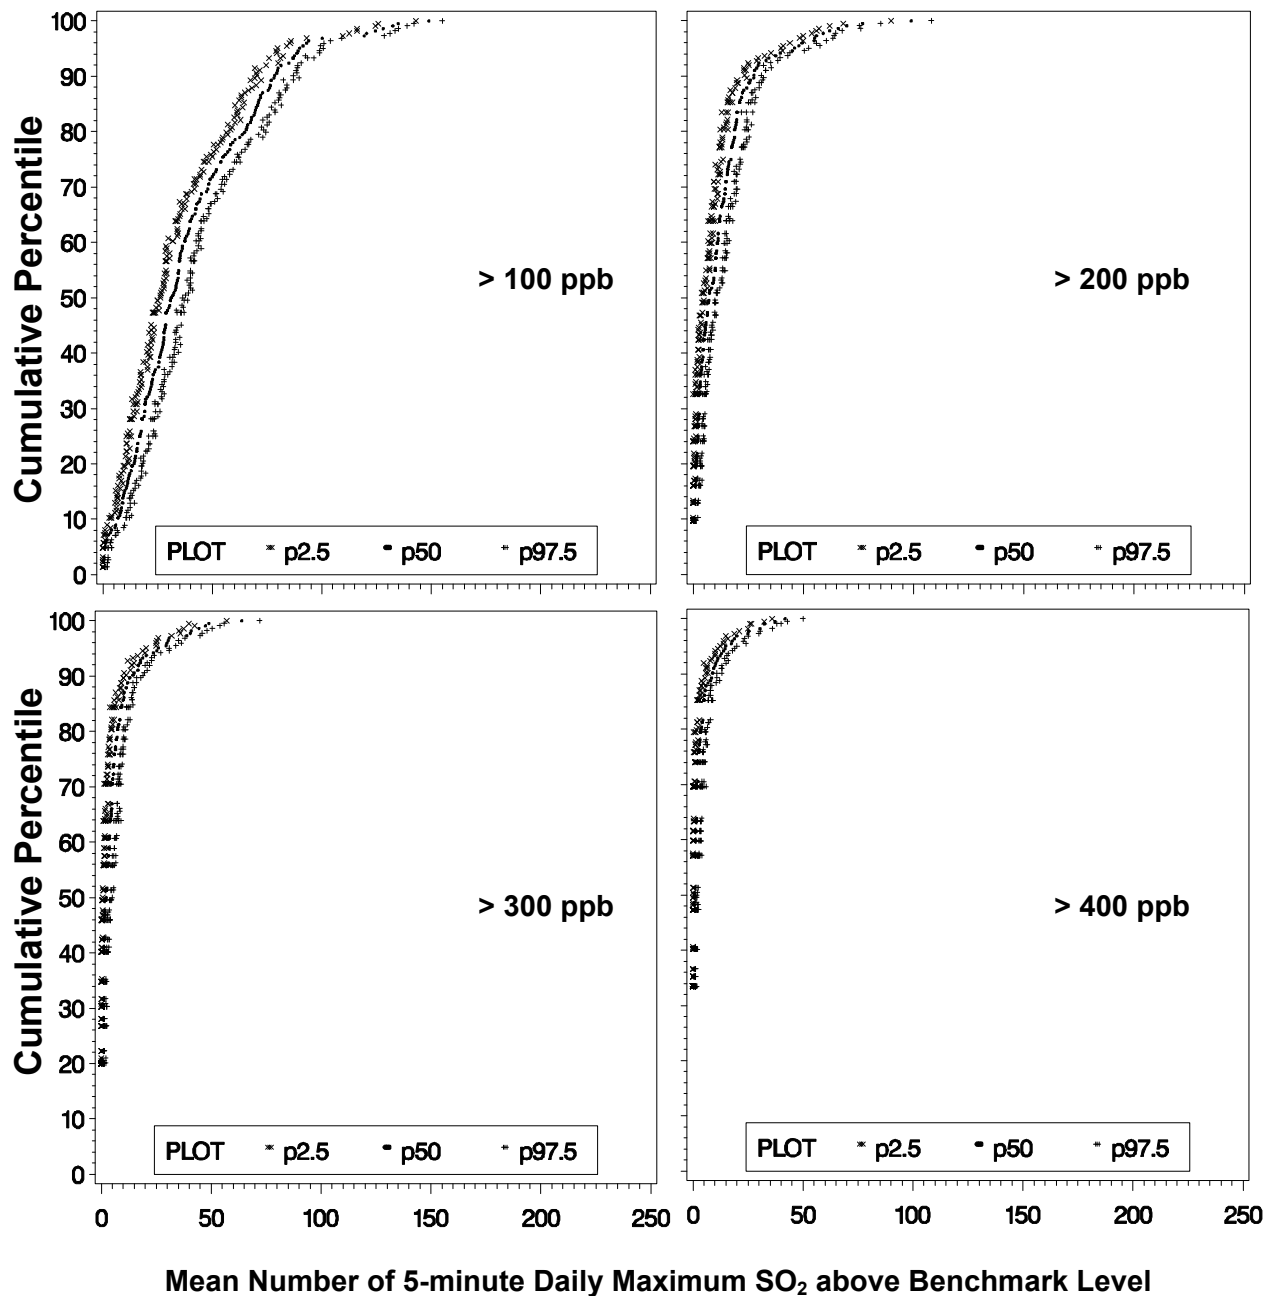 Cumulative Percentile
100
90
80
70
60
50
40
30
20
10
0
> 100 ppb
PLOT p2.5 p50 p97.5
> 200 ppb
PLOT p2.5 p50 p97.5
Cumulative Percentile
100
90
80
70
60
50
40
30
20
10
0
> 300 ppb
PLOT p2.5 p50 p97.5
0 50 100 150 200 250
> 400 ppb
PLOT p2.5 p50 p97.5
0 50 100 150 200 250
Mean Number of 5-minute Daily Maximum SO₂ above Benchmark Level